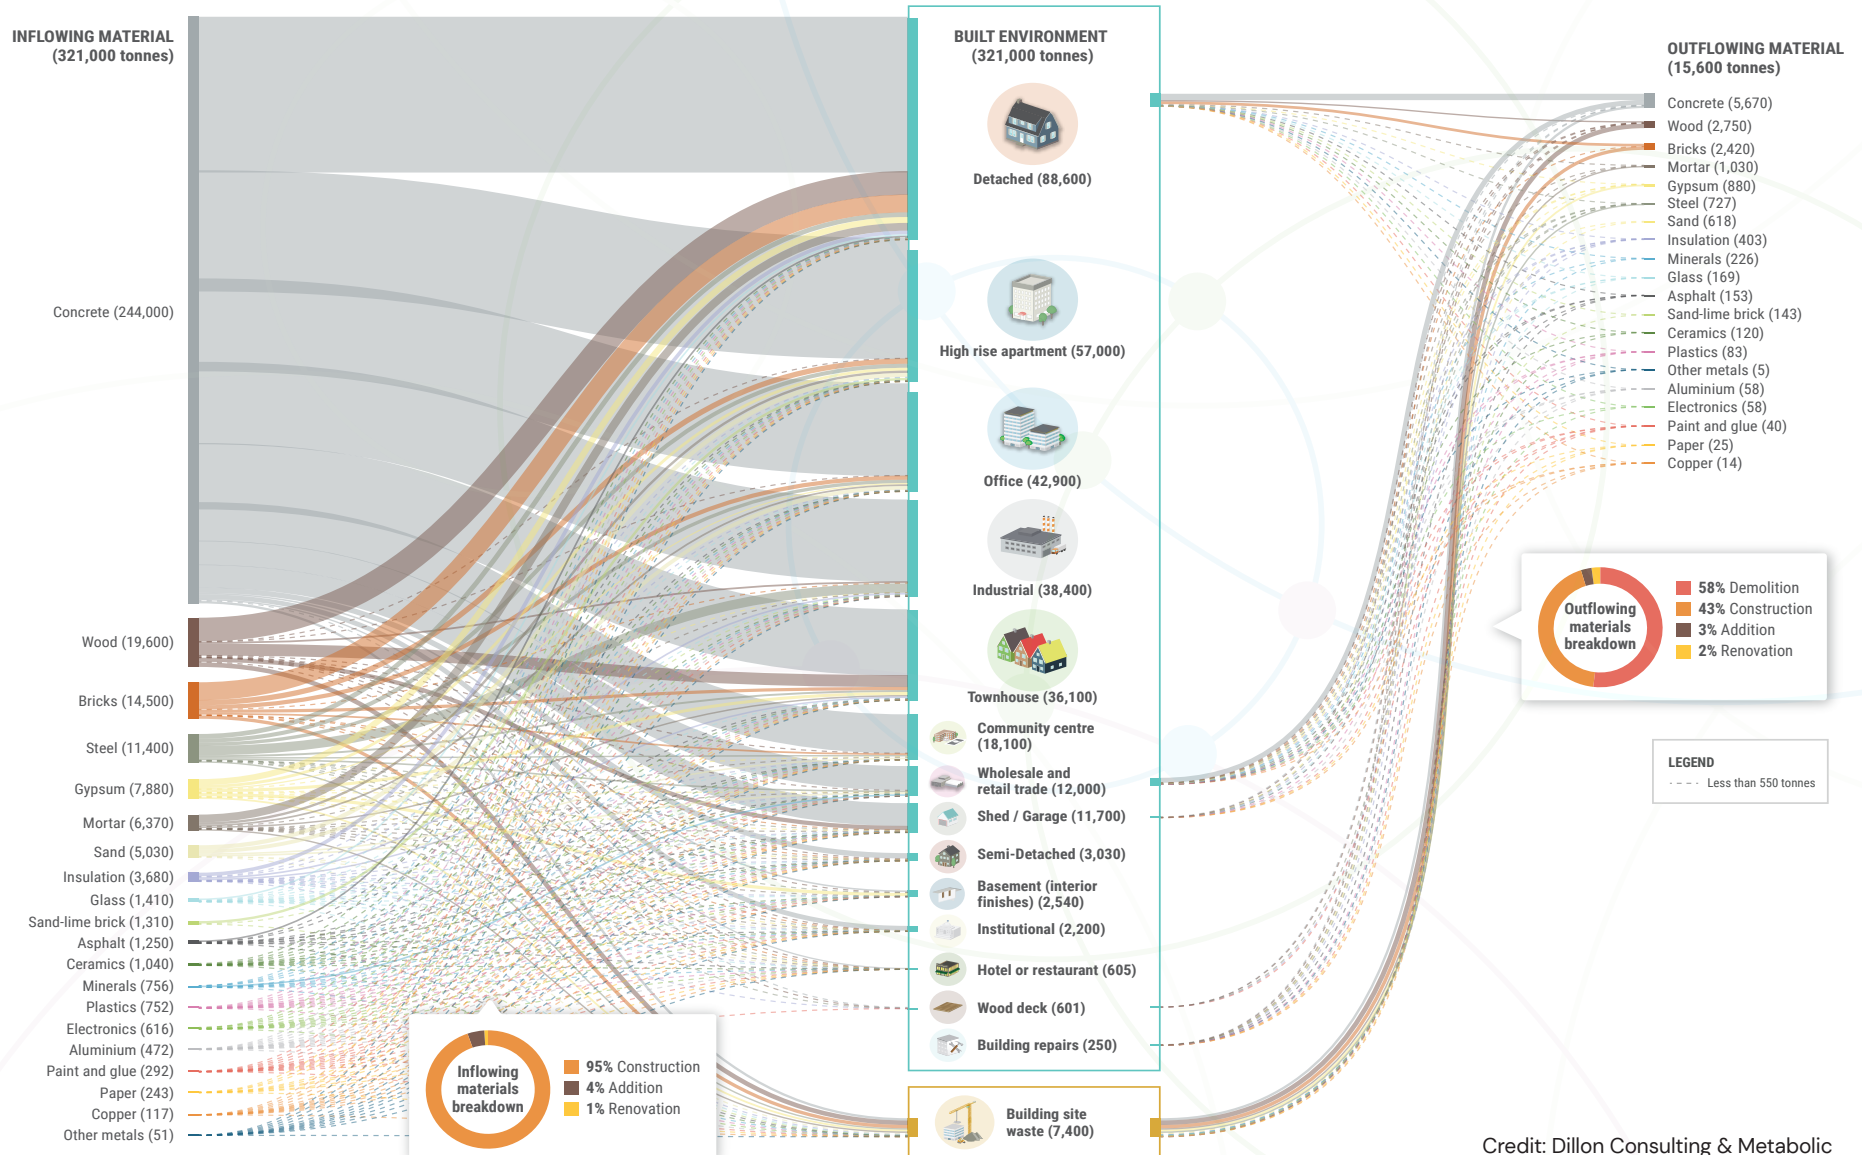 INFLOWING MATERIAL
(321,000 tonnes)
Concrete (244,000)
Wood (19,600)
Bricks (14,500)
Steel (11,400)
Gypsum (7,880)
Mortar (6,370)
Sand (5,030)
Insulation (3,680)
Glass (1,410)
Sand-lime brick (1,310)
Asphalt (1,250)
Ceramics (1,040)
Minerals (756)
Plastics (752)
Electronics (616)
Aluminium (472)
Paint and glue (292)
Paper (243)
Copper (117)
Other metals (51)
Inflowing
materials
breakdown
95% Construction
4% Addition
1% Renovation
BUILT ENVIRONMENT
(321,000 tonnes)
Detached (88,600)
High rise apartment (57,000)
Office (42,900)
Industrial (38,400)
Townhouse (36,100)
Community centre
(18,100)
Wholesale and
retail trade (12,000)
Shed / Garage (11,700)
Semi-Detached (3,030)
Basement (interior
finishes) (2,540)
Institutional (2,200)
Hotel or restaurant (605)
Wood deck (601)
Building repairs (250)
Building site
waste (7,400)
OUTFLOWING MATERIAL
(15,600 tonnes)
Concrete (5,670)
Wood (2,750)
Bricks (2,420)
Mortar (1,030)
Gypsum (880)
Steel (727)
Sand (618)
Insulation (403)
Minerals (226)
Glass (169)
Asphalt (153)
Sand-lime brick (143)
Ceramics (120)
Plastics (83)
Other metals (5)
Aluminium (58)
Electronics (58)
Paint and glue (40)
Paper (25)
Copper (14)
Outflowing
materials
breakdown
58% Demolition
43% Construction
3% Addition
2% Renovation
LEGEND
Less than 550 tonnes
Credit: Dillon Consulting & Metabolic